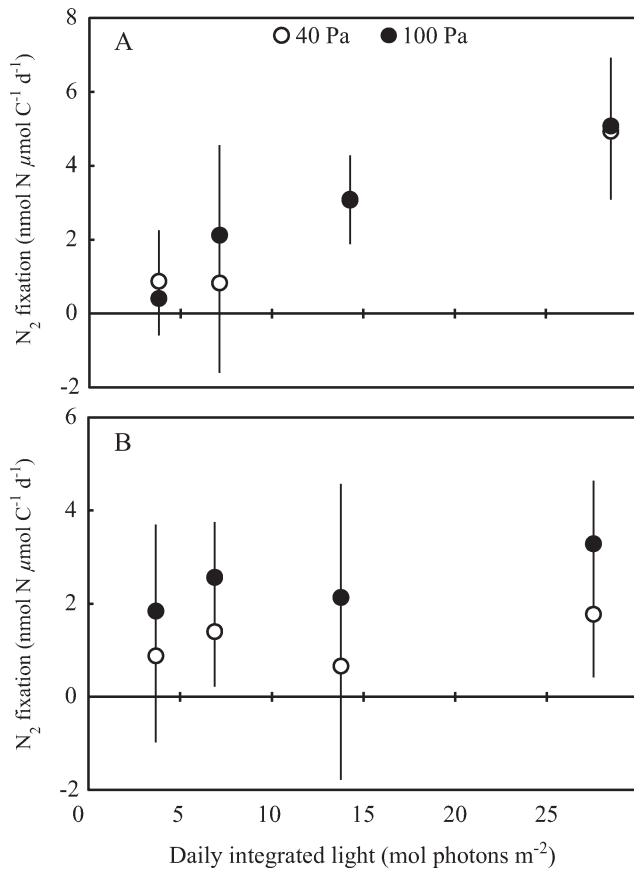 A
40 Pa 100 Pa
8
6
4
2
0
-2
N₂ fixation (nmol N µmol C⁻¹ d⁻¹)
B
6
4
2
0
-2
N₂ fixation (nmol N µmol C⁻¹ d⁻¹)
0 5 10 15 20 25
Daily integrated light (mol photons m⁻²)